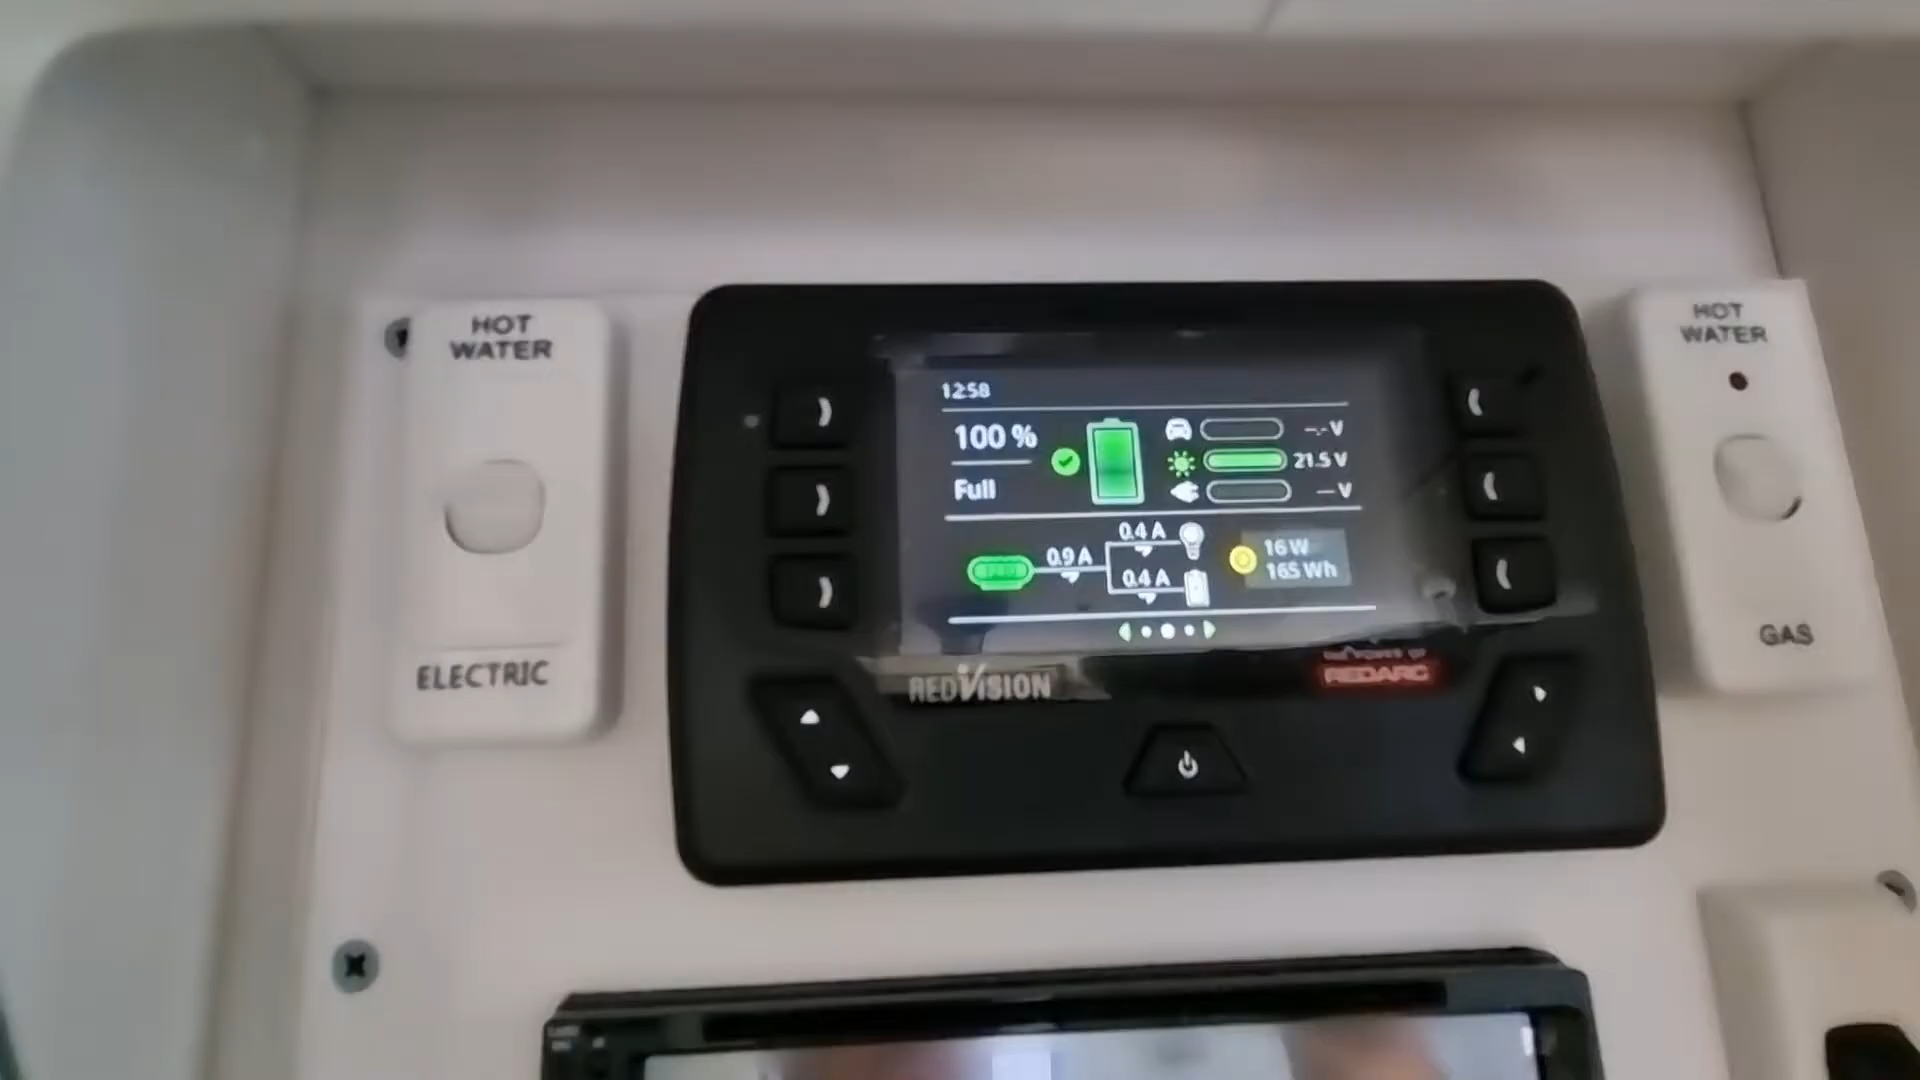 HOT
WATER
ELECTRIC
12:58
100 %
Full
-.- V
21.5 V
-- V
0.9 A
0.4 A
0.4 A
16 W
165 Wh
REDVISION
REDARC
HOT
WATER
GAS